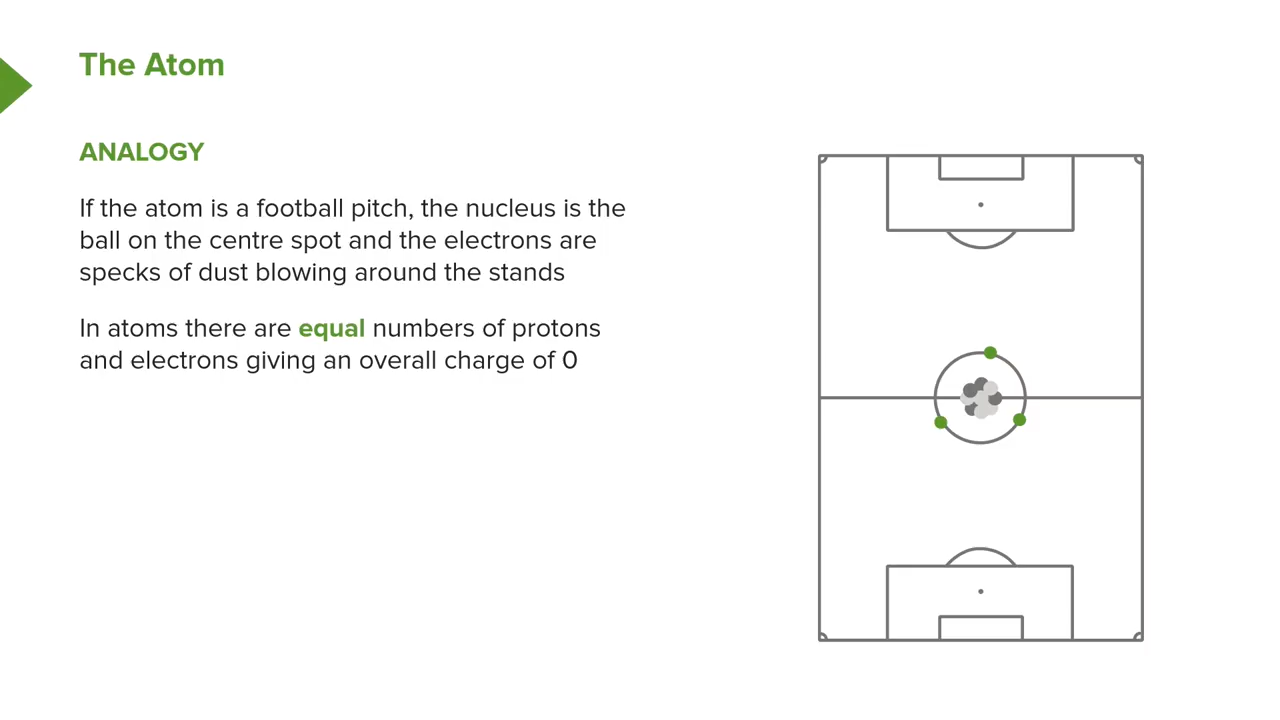 The Atom
ANALOGY
If the atom is a football pitch, the nucleus is the
ball on the centre spot and the electrons are
specks of dust blowing around the stands
In atoms there are equal numbers of protons
and electrons giving an overall charge of 0